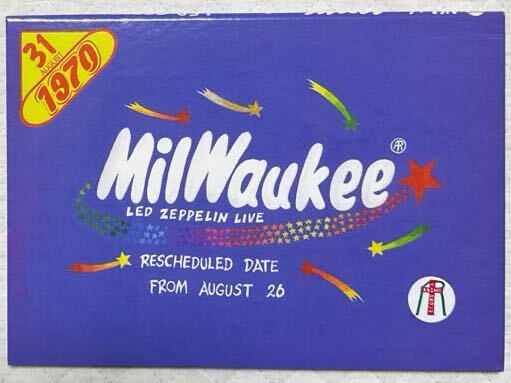 31
AUGUST
1970
MilWaukee
LED ZEPPELIN LIVE
RESCHEDULED DATE
FROM AUGUST 26